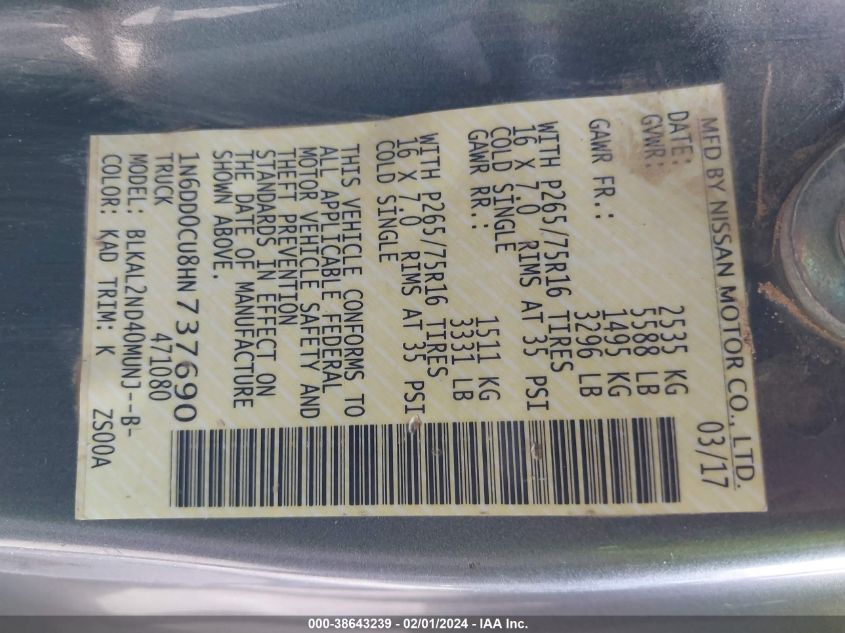 MFD BY NISSAN MOTOR CO., LTD.
DATE: 03/17
GVWR: 2535 KG
5588 LB
GAWR FR.: 1495 KG
3296 LB
WITH P265/75R16 TIRES
16 X 7.0 RIMS AT 35 PSI
COLD SINGLE
GAWR RR.: 1511 KG
3331 LB
WITH P265/75R16 TIRES
16 X 7.0 RIMS AT 35 PSI
COLD SINGLE
THIS VEHICLE CONFORMS TO
ALL APPLICABLE FEDERAL
MOTOR VEHICLE SAFETY AND
THEFT PREVENTION
STANDARDS IN EFFECT ON
THE DATE OF MANUFACTURE
SHOWN ABOVE.
1N6DD0CU8HN737690
TRUCK 471080
MODEL: BLKAL2ND40MUNJ--B-
COLOR: KAD TRIM: K ZS00A
000-38643239 - 02/01/2024 - IAA Inc.